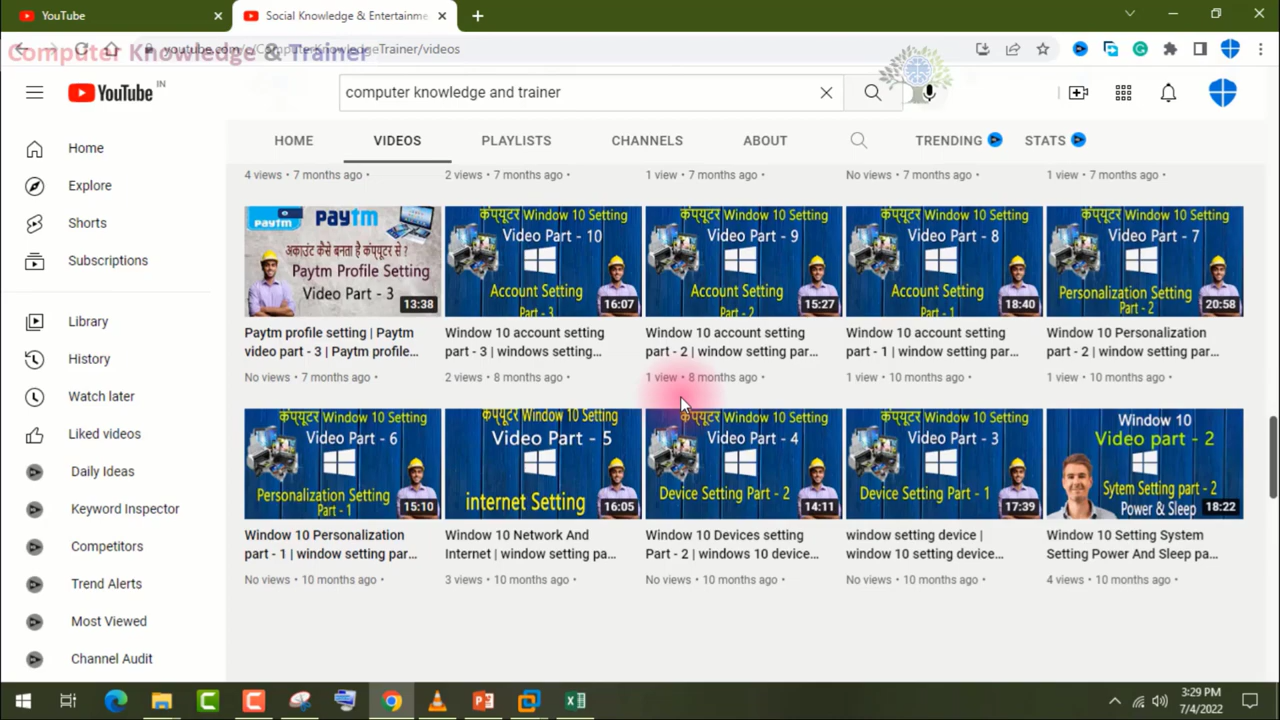 YouTube
Social Knowledge & Entertainme
youtube.com/c/ComputerKnowledgeTrainer/videos
Computer Knowledge & Trainer
YouTube IN
computer knowledge and trainer
HOME VIDEOS PLAYLISTS CHANNELS ABOUT TRENDING STATS
Home
Explore
Shorts
Subscriptions
Library
History
Watch later
Liked videos
Daily Ideas
Keyword Inspector
Competitors
Trend Alerts
Most Viewed
Channel Audit
4 views • 7 months ago •
2 views • 7 months ago •
1 view • 7 months ago •
No views • 7 months ago •
1 view • 7 months ago •
paytm paytm
अकाउंट कैसे बनता है कंप्यूटर से ?
Paytm Profile Setting
Video Part - 3
13:38
Paytm profile setting | Paytm
video part - 3 | Paytm profile...
No views • 7 months ago •
कंप्यूटर Window 10 Setting
Video Part - 10
Account Setting
Part - 3
16:07
Window 10 account setting
part - 3 | windows setting...
2 views • 8 months ago •
कंप्यूटर Window 10 Setting
Video Part - 9
Account Setting
Part - 2
15:27
Window 10 account setting
part - 2 | window setting par...
1 view • 8 months ago •
कंप्यूटर Window 10 Setting
Video Part - 8
Account Setting
Part - 1
18:40
Window 10 account setting
part - 1 | window setting par...
1 view • 10 months ago •
कंप्यूटर Window 10 Setting
Video Part - 7
Personalization Setting
Part - 2
20:58
Window 10 Personalization
part - 2 | window setting par...
1 view • 10 months ago •
कंप्यूटर Window 10 Setting
Video Part - 6
Personalization Setting
Part - 1
15:10
Window 10 Personalization
part - 1 | window setting par...
No views • 10 months ago •
कंप्यूटर Window 10 Setting
Video Part - 5
internet Setting
16:05
Window 10 Network And
Internet | window setting pa...
3 views • 10 months ago •
कंप्यूटर Window 10 Setting
Video Part - 4
Device Setting Part - 2
14:11
Window 10 Devices setting
Part - 2 | windows 10 device...
No views • 10 months ago •
कंप्यूटर Window 10 Setting
Video Part - 3
Device Setting Part - 1
17:39
window setting device |
window 10 setting device...
No views • 10 months ago •
Window 10
Video part - 2
Sytem Setting part - 2
Power & Sleep
18:22
Window 10 Setting System
Setting Power And Sleep pa...
4 views • 10 months ago •
3:29 PM
7/4/2022